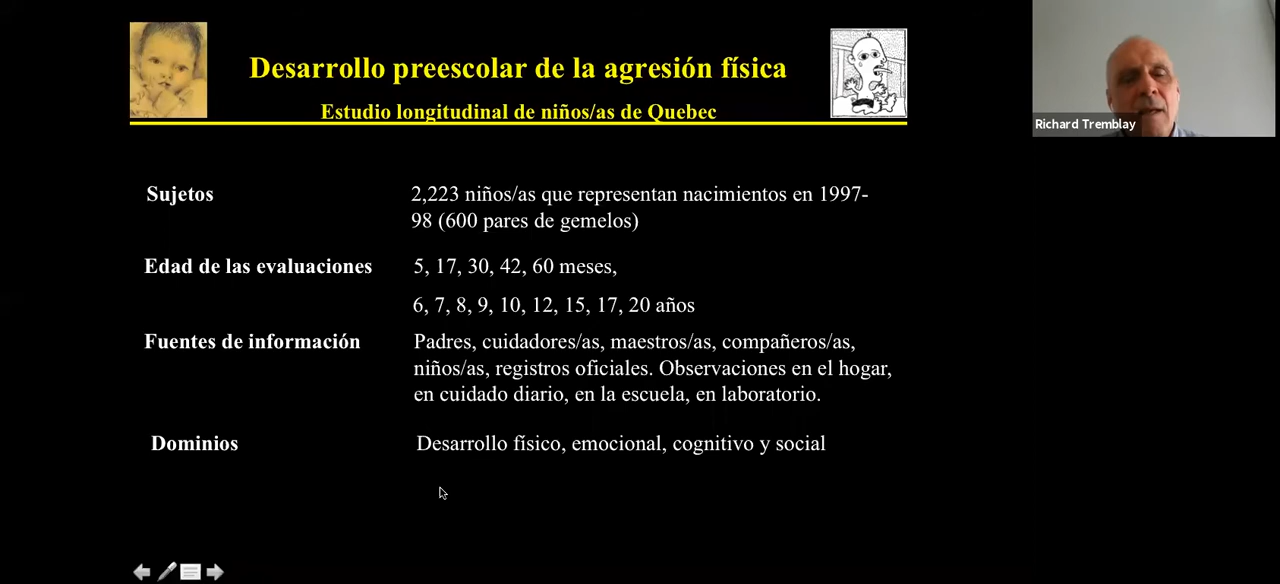 Desarrollo preescolar de la agresión física
Estudio longitudinal de niños/as de Quebec
Richard Tremblay
Sujetos
2,223 niños/as que representan nacimientos en 1997-
98 (600 pares de gemelos)
Edad de las evaluaciones
5, 17, 30, 42, 60 meses,
6, 7, 8, 9, 10, 12, 15, 17, 20 años
Fuentes de información
Padres, cuidadores/as, maestros/as, compañeros/as,
niños/as, registros oficiales. Observaciones en el hogar,
en cuidado diario, en la escuela, en laboratorio.
Dominios
Desarrollo físico, emocional, cognitivo y social